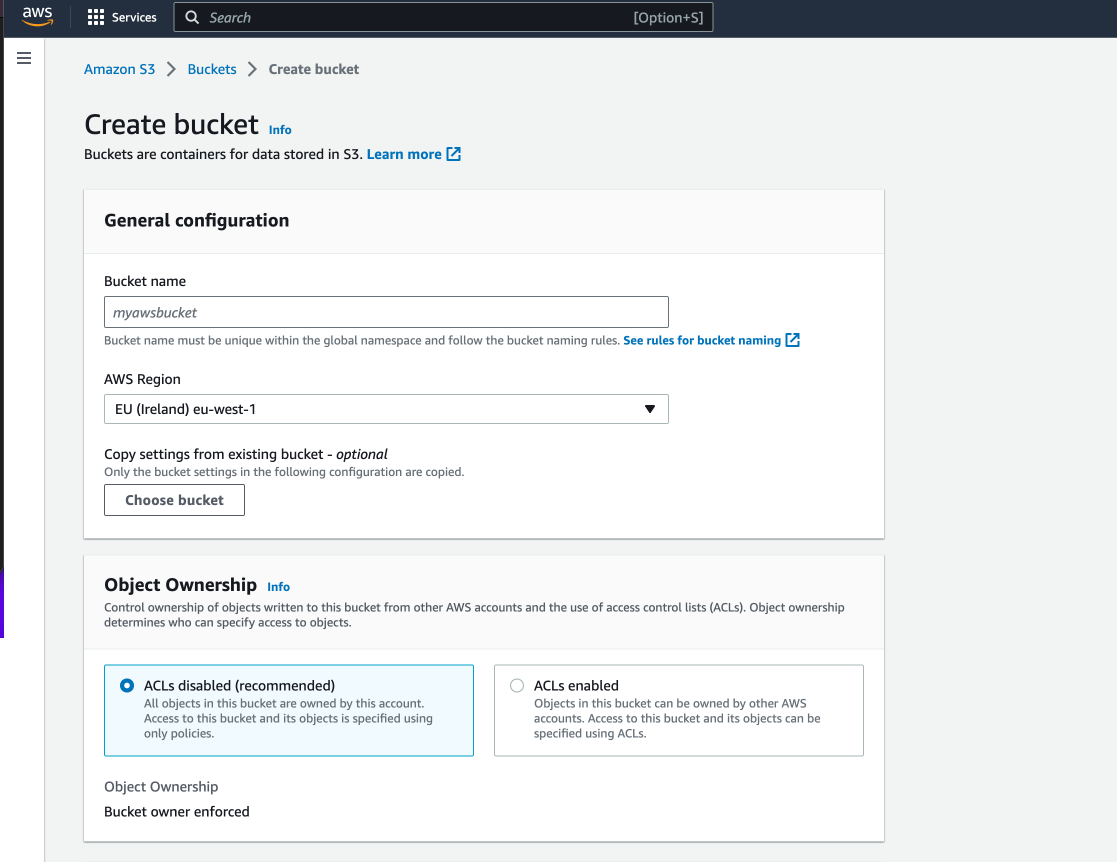 aws
Services
Search
[Option+S]
Amazon S3
Buckets
Create bucket
Create bucket Info
Buckets are containers for data stored in S3. Learn more
General configuration
Bucket name
myawsbucket
Bucket name must be unique within the global namespace and follow the bucket naming rules. See rules for bucket naming
AWS Region
EU (Ireland) eu-west-1
Copy settings from existing bucket - optional
Only the bucket settings in the following configuration are copied.
Choose bucket
Object Ownership Info
Control ownership of objects written to this bucket from other AWS accounts and the use of access control lists (ACLs). Object ownership
determines who can specify access to objects.
ACLs disabled (recommended)
All objects in this bucket are owned by this account.
Access to this bucket and its objects is specified using
only policies.
ACLs enabled
Objects in this bucket can be owned by other AWS
accounts. Access to this bucket and its objects can be
specified using ACLs.
Object Ownership
Bucket owner enforced